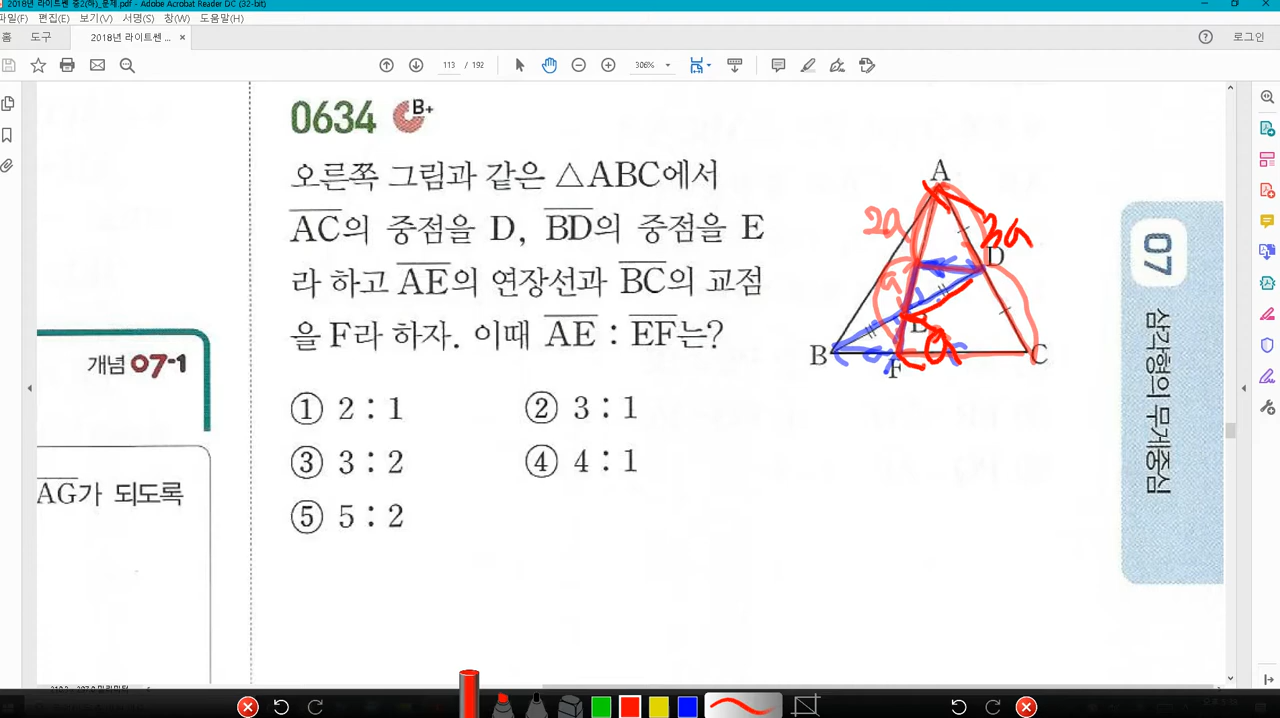 2018년 라이트쎈 중2(하)_문제.pdf - Adobe Acrobat Reader DC (32-bit)
파일(F) 편집(E) 보기(V) 서명(S) 창(W) 도움말(H)
홈 도구 2018년 라이트쎈 ... × 로그인
113 / 192 306%
0634 B+
오른쪽 그림과 같은 △ABC에서
AC의 중점을 D, BD의 중점을 E
라 하고 AE의 연장선과 BC의 교점
을 F라 하자. 이때 AE : EF는?
① 2 : 1 ② 3 : 1
③ 3 : 2 ④ 4 : 1
⑤ 5 : 2
A
2a
3a
D
a
E
B
F
a
C
개념 07-1
AG가 되도록
07
삼각형의 무게중심